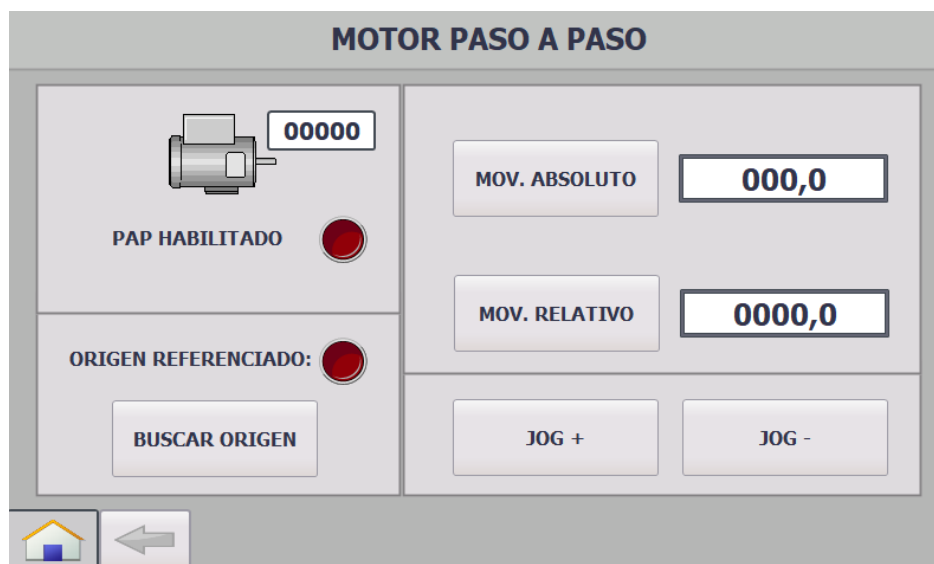 MOTOR PASO A PASO
00000
PAP HABILITADO
ORIGEN REFERENCIADO:
BUSCAR ORIGEN
MOV. ABSOLUTO
000,0
MOV. RELATIVO
0000,0
JOG +
JOG -